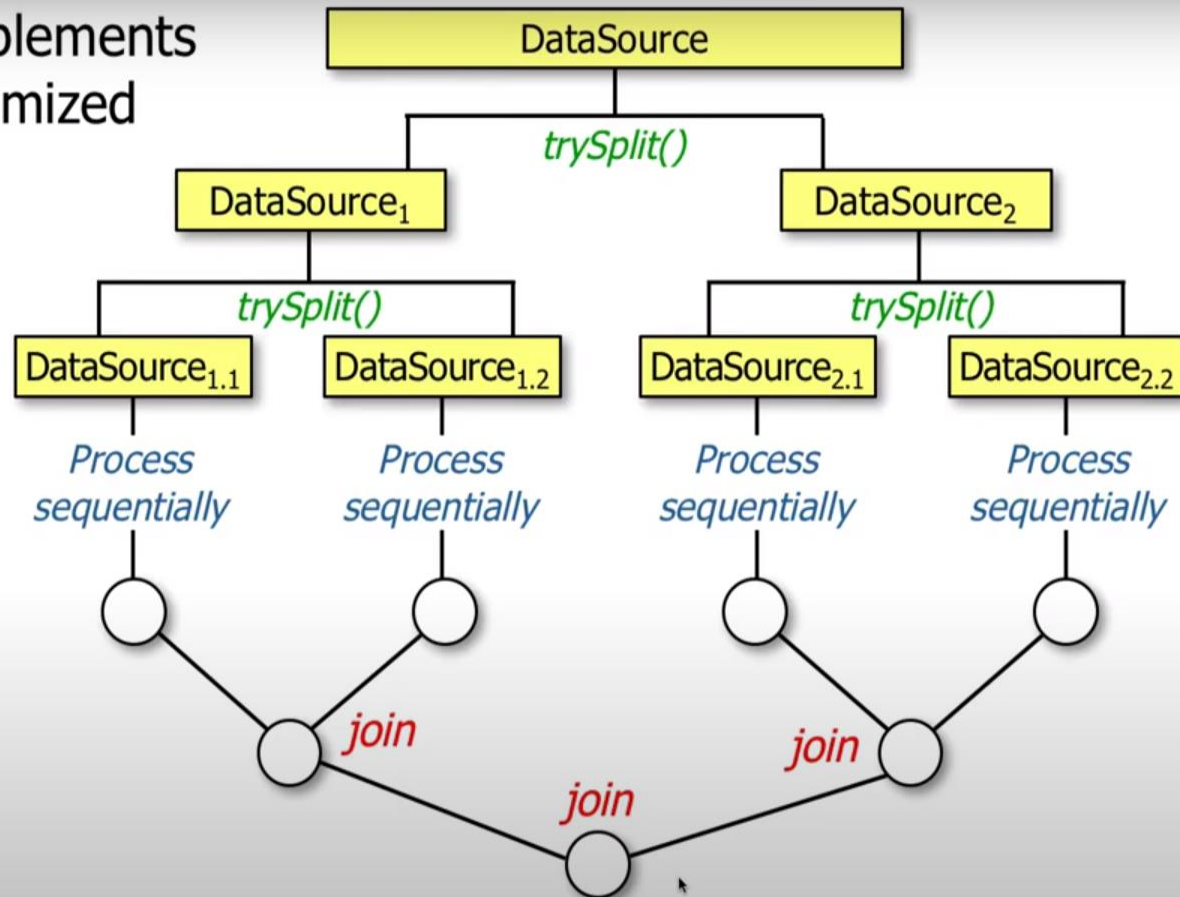 plements
mized
DataSource
trySplit()
DataSource1
DataSource2
trySplit()
trySplit()
DataSource1.1
DataSource1.2
DataSource2.1
DataSource2.2
Process
sequentially
Process
sequentially
Process
sequentially
Process
sequentially
join
join
join